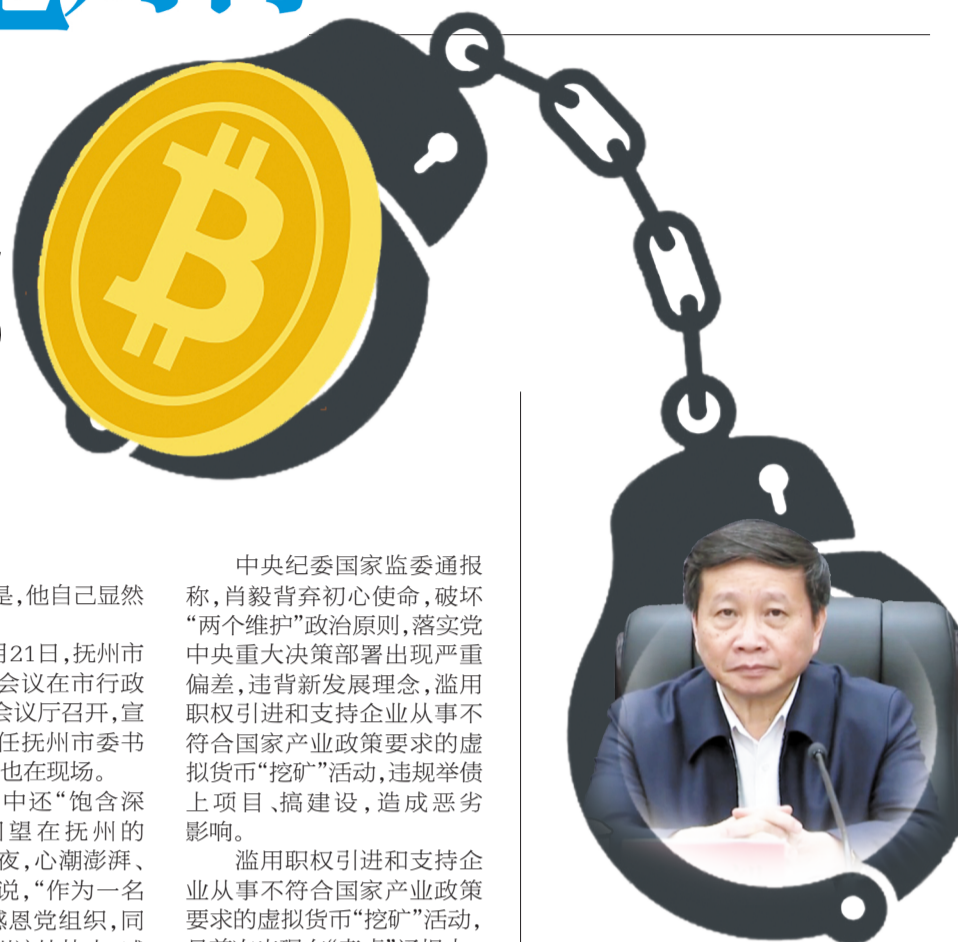 是,他自己显然
月21日,抚州市
会议在市行政
会议厅召开,宣
任抚州市委书
也在现场。
中还“饱含深
望在抚州的
夜,心潮澎湃、
说,“作为一名
感恩党组织,同
中央纪委国家监委通报
称,肖毅背弃初心使命,破坏
“两个维护”政治原则,落实党
中央重大决策部署出现严重
偏差,违背新发展理念,滥用
职权引进和支持企业从事不
符合国家产业政策要求的虚
拟货币“挖矿”活动,违规举债
上项目、搞建设,造成恶劣
影响。
滥用职权引进和支持企
业从事不符合国家产业政策
要求的虚拟货币“挖矿”活动,